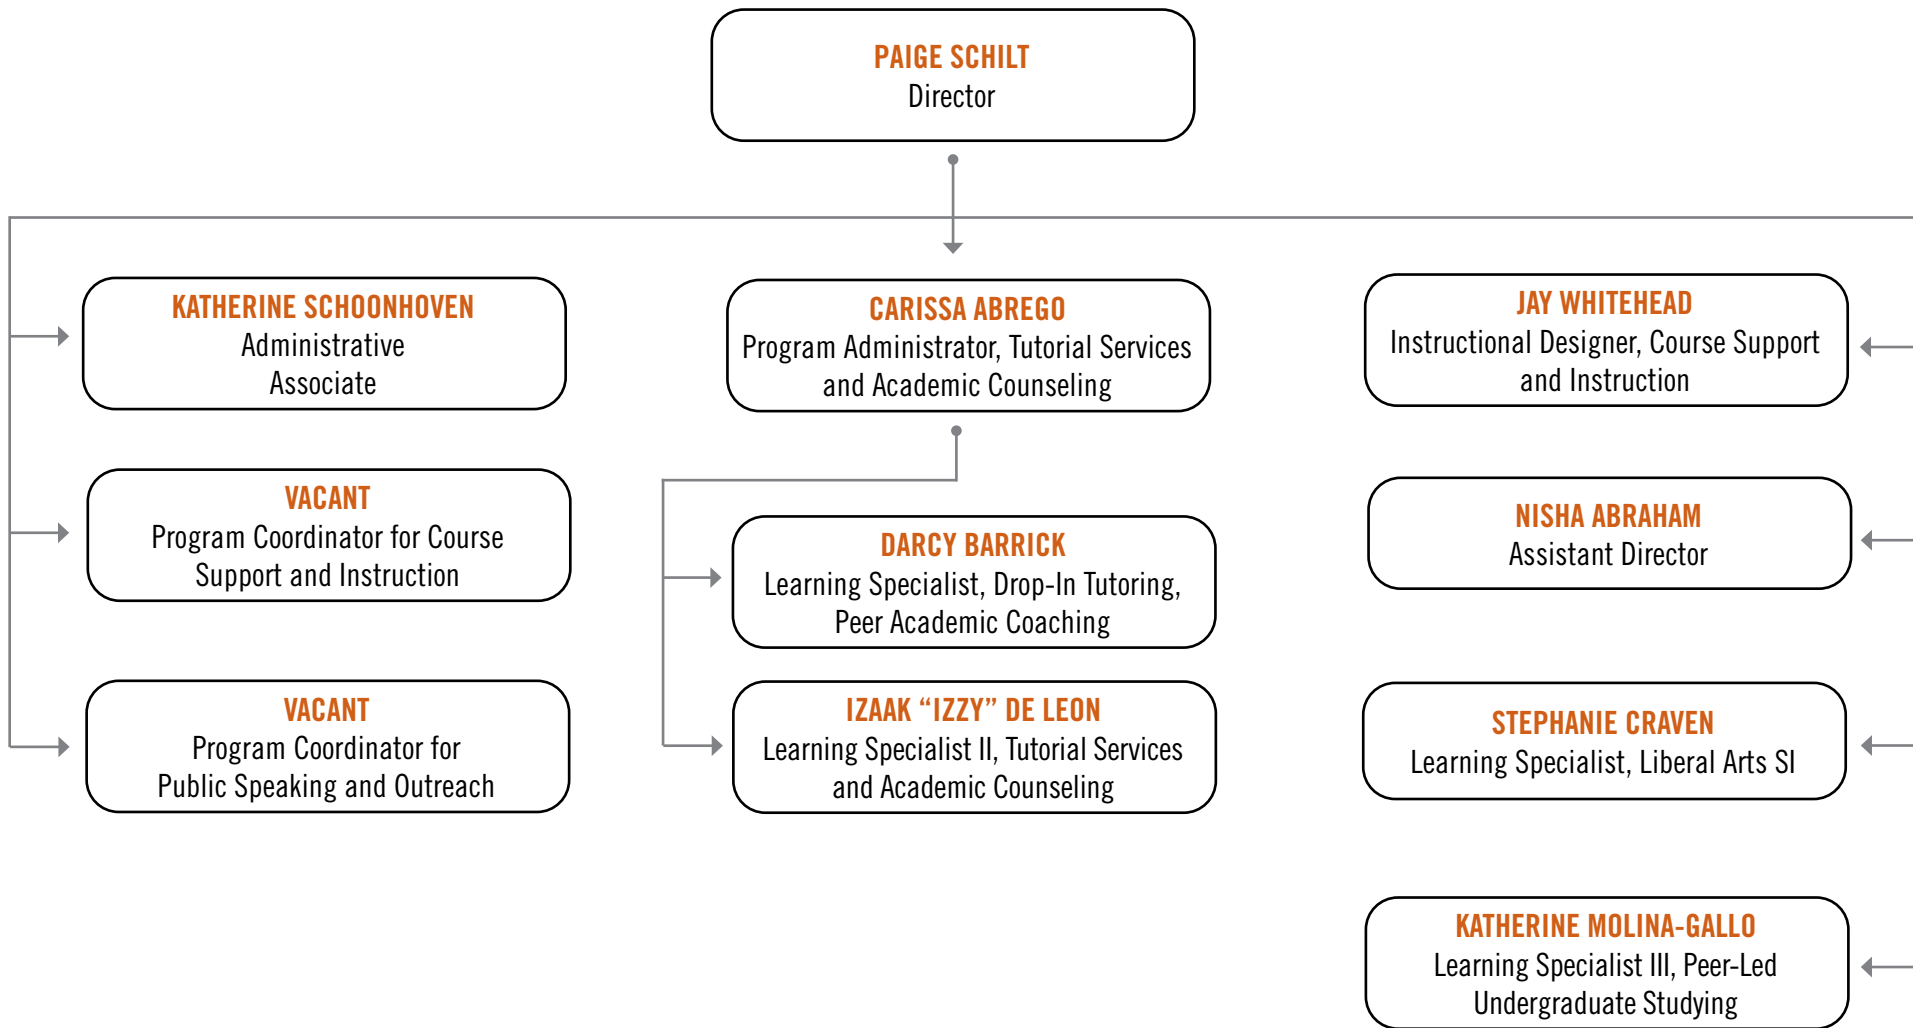 PAIGE SCHILT
Director
KATHERINE SCHOONHOVEN
Administrative
Associate
VACANT
Program Coordinator for Course
Support and Instruction
VACANT
Program Coordinator for
Public Speaking and Outreach
CARISSA ABREGO
Program Administrator, Tutorial Services
and Academic Counseling
DARCY BARRICK
Learning Specialist, Drop-In Tutoring,
Peer Academic Coaching
IZAAK “IZZY” DE LEON
Learning Specialist II, Tutorial Services
and Academic Counseling
JAY WHITEHEAD
Instructional Designer, Course Support
and Instruction
NISHA ABRAHAM
Assistant Director
STEPHANIE CRAVEN
Learning Specialist, Liberal Arts SI
KATHERINE MOLINA-GALLO
Learning Specialist III, Peer-Led
Undergraduate Studying